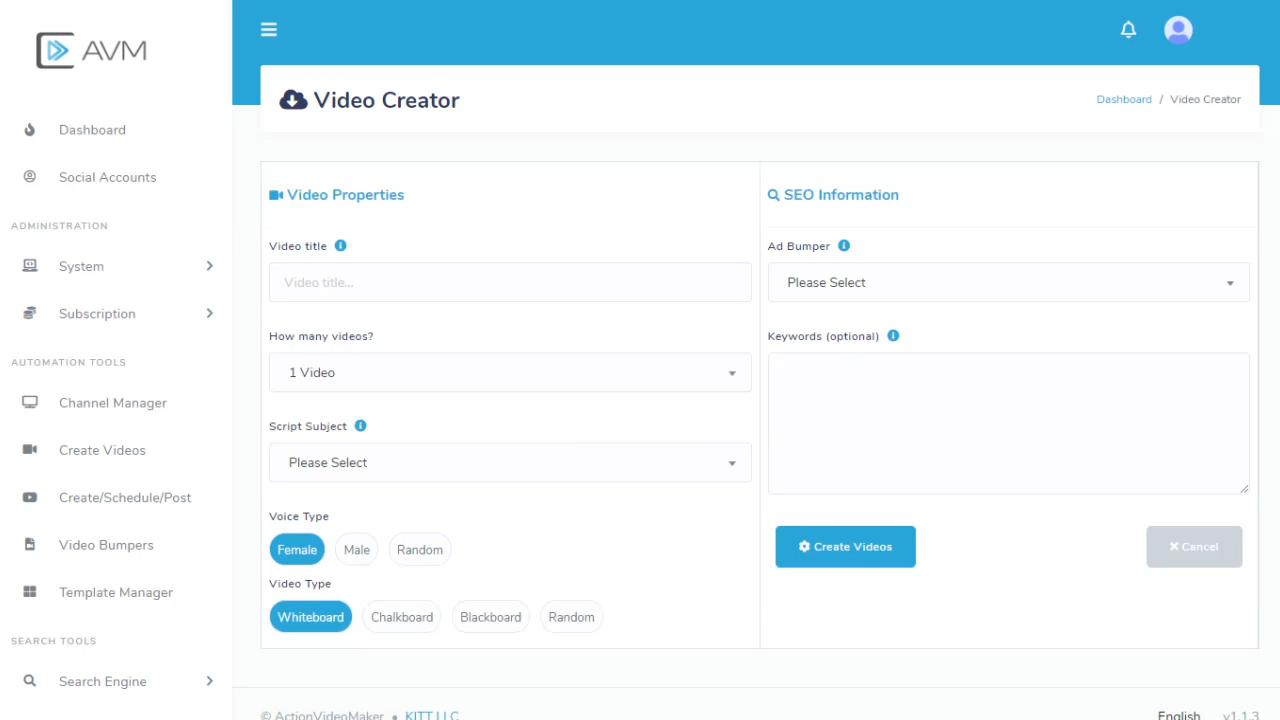 AVM
Dashboard
Social Accounts
ADMINISTRATION
System
Subscription
AUTOMATION TOOLS
Channel Manager
Create Videos
Create/Schedule/Post
Video Bumpers
Template Manager
SEARCH TOOLS
Search Engine
Video Creator
Dashboard / Video Creator
Video Properties
Video title
Video title...
How many videos?
1 Video
Script Subject
Please Select
Voice Type
Female Male Random
Video Type
Whiteboard Chalkboard Blackboard Random
SEO Information
Ad Bumper
Please Select
Keywords (optional)
Create Videos
Cancel
© ActionVideoMaker • KITT LLC
English v1.1.3